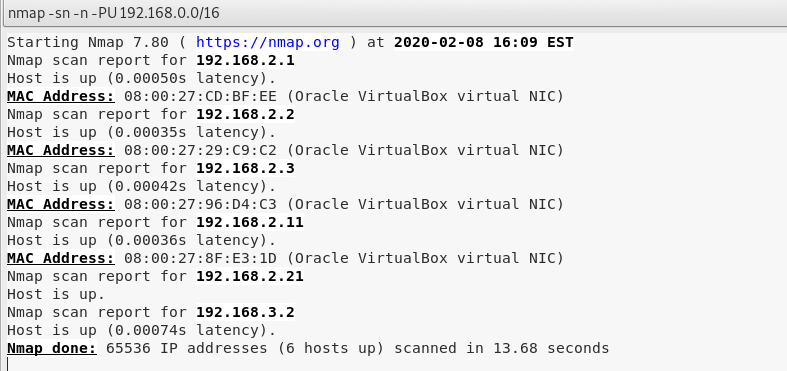 nmap -sn -n -PU 192.168.0.0/16
Starting Nmap 7.80 ( https://nmap.org ) at 2020-02-08 16:09 EST
Nmap scan report for 192.168.2.1
Host is up (0.00050s latency).
MAC Address: 08:00:27:CD:BF:EE (Oracle VirtualBox virtual NIC)
Nmap scan report for 192.168.2.2
Host is up (0.00035s latency).
MAC Address: 08:00:27:29:C9:C2 (Oracle VirtualBox virtual NIC)
Nmap scan report for 192.168.2.3
Host is up (0.00042s latency).
MAC Address: 08:00:27:96:D4:C3 (Oracle VirtualBox virtual NIC)
Nmap scan report for 192.168.2.11
Host is up (0.00036s latency).
MAC Address: 08:00:27:8F:E3:1D (Oracle VirtualBox virtual NIC)
Nmap scan report for 192.168.2.21
Host is up.
Nmap scan report for 192.168.3.2
Host is up (0.00074s latency).
Nmap done: 65536 IP addresses (6 hosts up) scanned in 13.68 seconds